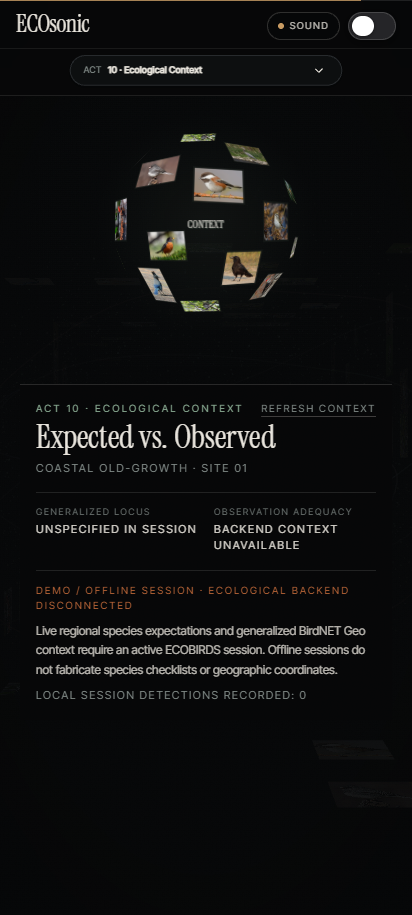 ECOsonic
SOUND
ACT 10 · Ecological Context
CONTEXT
ACT 10 · ECOLOGICAL CONTEXT REFRESH CONTEXT
Expected vs. Observed
COASTAL OLD-GROWTH · SITE 01
GENERALIZED LOCUS
UNSPECIFIED IN SESSION
OBSERVATION ADEQUACY
BACKEND CONTEXT
UNAVAILABLE
DEMO / OFFLINE SESSION · ECOLOGICAL BACKEND
DISCONNECTED
Live regional species expectations and generalized BirdNET Geo
context require an active ECOBIRDS session. Offline sessions do
not fabricate species checklists or geographic coordinates.
LOCAL SESSION DETECTIONS RECORDED: 0